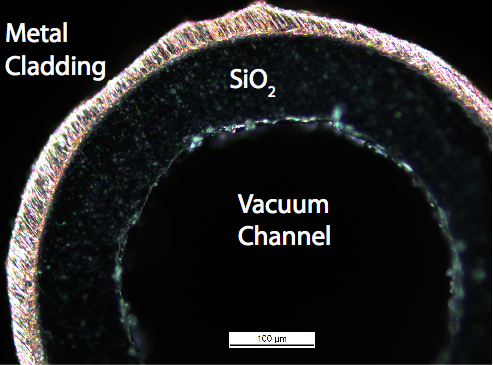 Metal
Cladding
SiO₂
Vacuum
Channel
100 µm